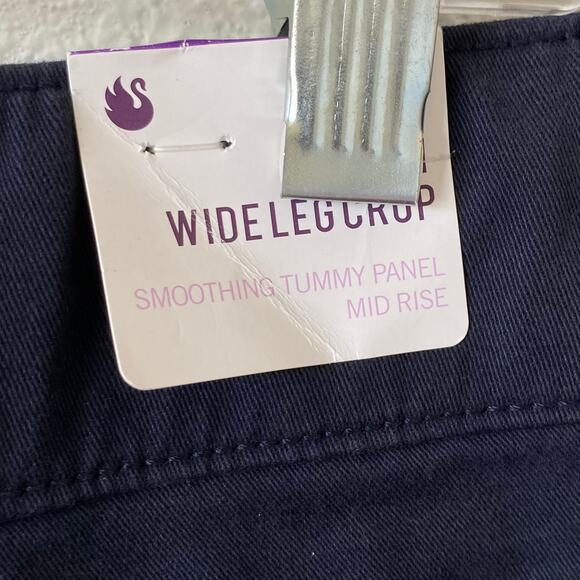 WIDE LEG CROP
SMOOTHING TUMMY PANEL
MID RISE